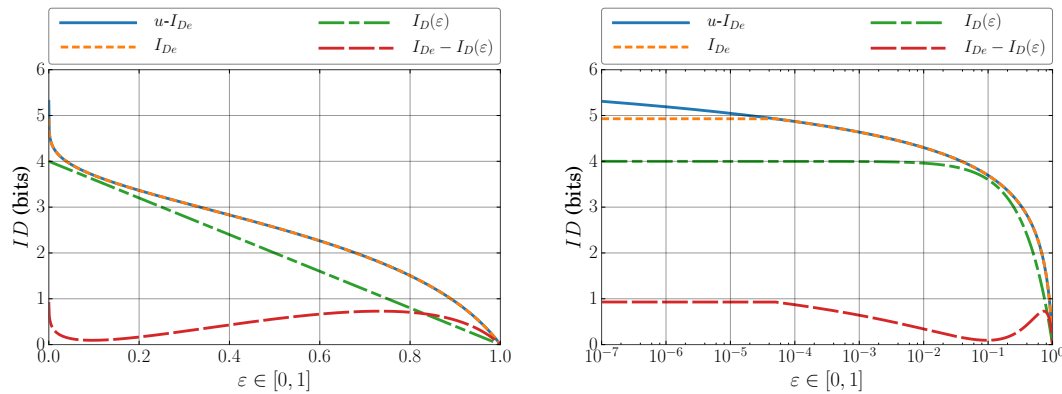 u-I_{De} I_D(ε)
I_{De} I_{De} − I_D(ε)
6
5
4
3
2
1
0
ID (bits)
0.0 0.2 0.4 0.6 0.8 1.0
ε ∈ [0, 1]
u-I_{De} I_D(ε)
I_{De} I_{De} − I_D(ε)
6
5
4
3
2
1
0
ID (bits)
10^{−7} 10^{−6} 10^{−5} 10^{−4} 10^{−3} 10^{−2} 10^{−1} 10^{0}
ε ∈ [0, 1]